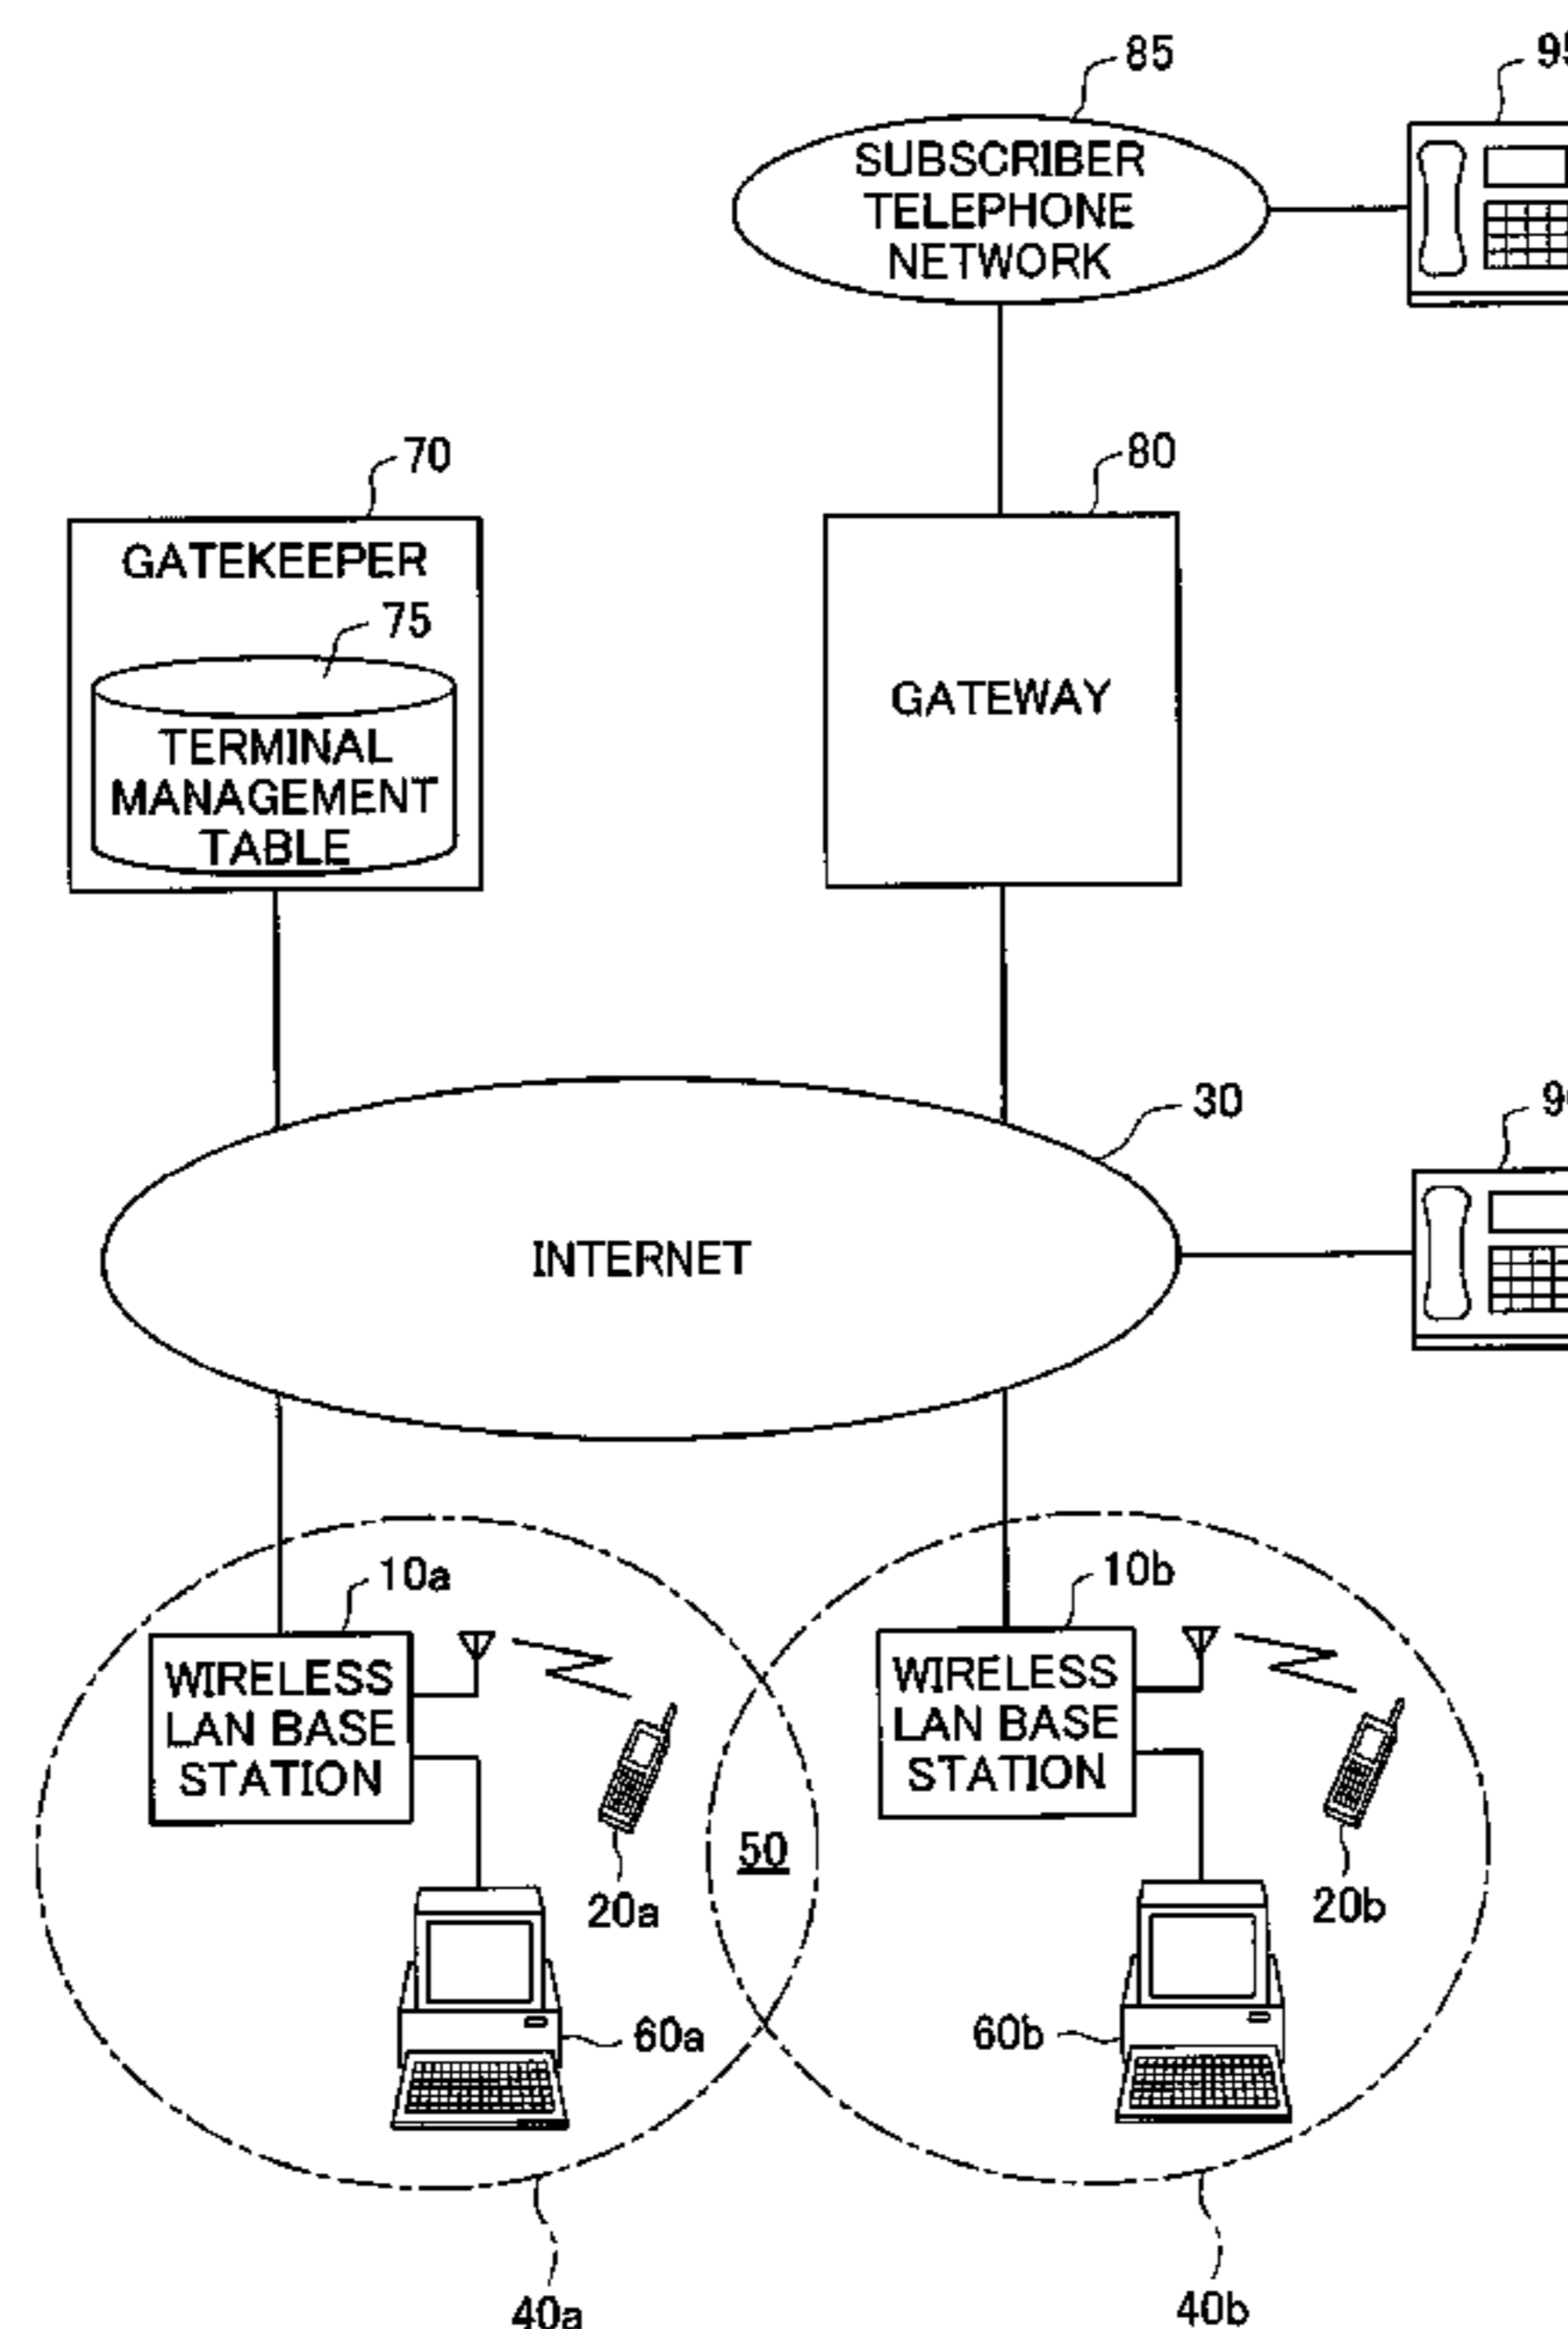 85
95
SUBSCRIBER
TELEPHONE
NETWORK
70
80
GATEKEEPER
75
TERMINAL
MANAGEMENT
TABLE
GATEWAY
30
9
INTERNET
10a
10b
WIRELESS
LAN BASE
STATION
WIRELESS
LAN BASE
STATION
50
20a
20b
60a
60b
40a
40b